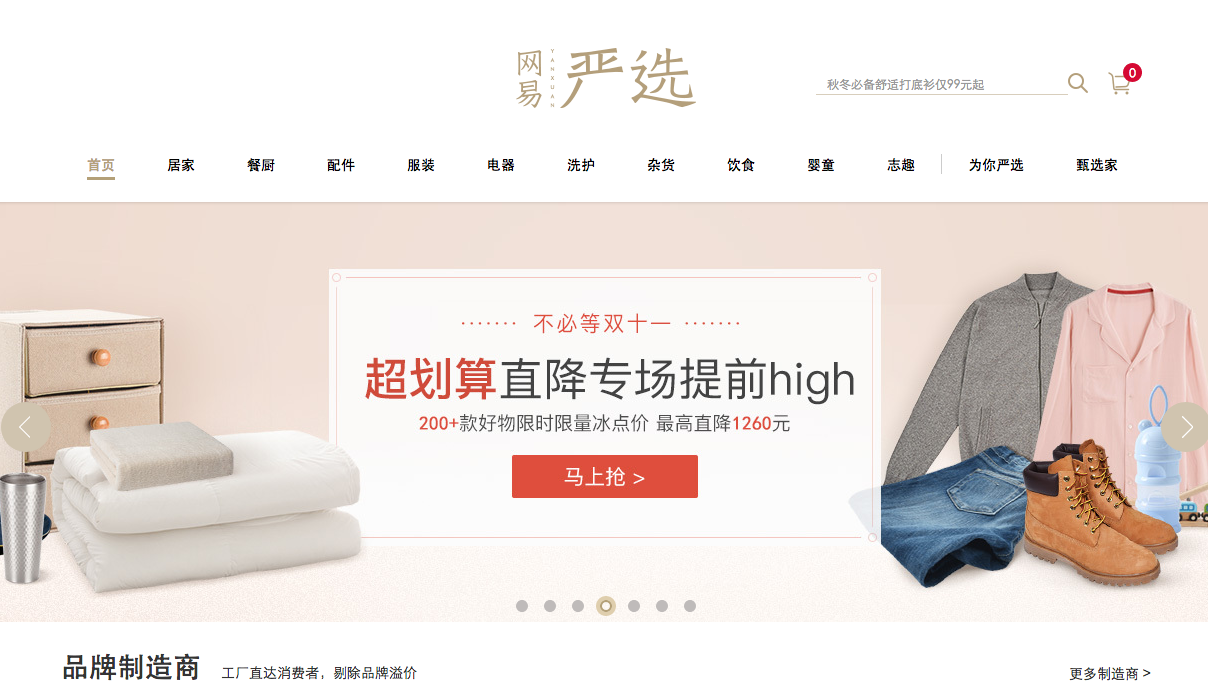 网易
YANXUAN
严选
秋冬必备舒适打底衫仅99元起
0
首页 居家 餐厨 配件 服装 电器 洗护 杂货 饮食 婴童 志趣 为你严选 甄选家
······· 不必等双十一 ·······
超划算直降专场提前high
200+款好物限时限量冰点价 最高直降1260元
马上抢 >
品牌制造商 工厂直达消费者，剔除品牌溢价 更多制造商 >